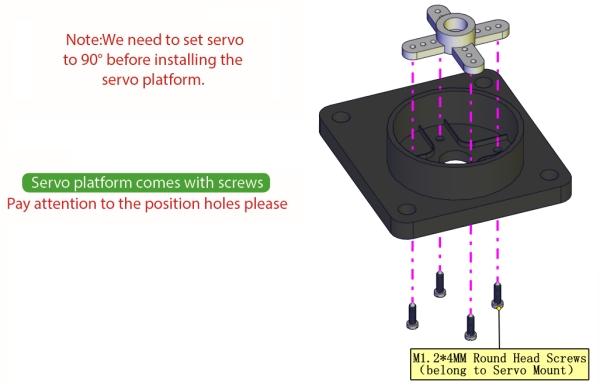 Note:We need to set servo
to 90° before installing the
servo platform.
Servo platform comes with screws
Pay attention to the position holes please
M1.2*4MM Round Head Screws
(belong to Servo Mount)